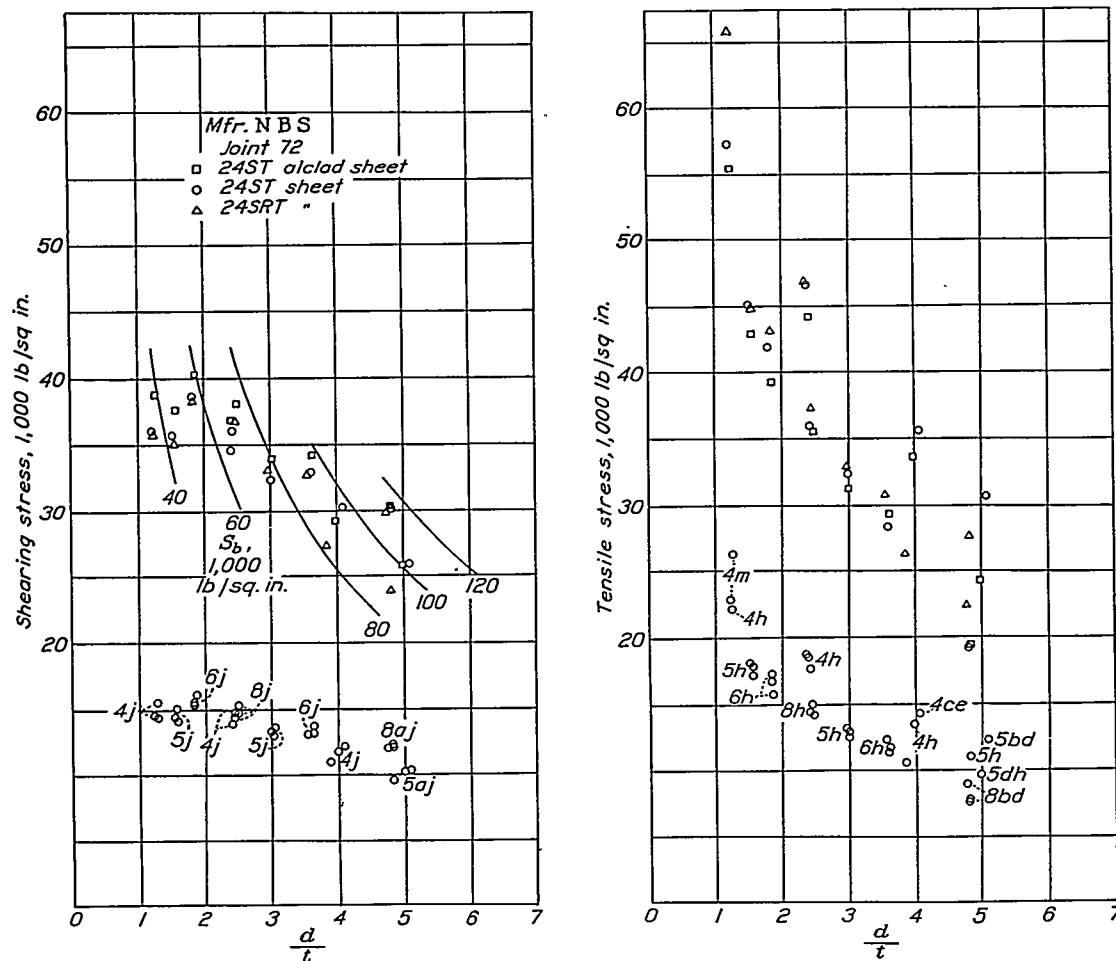 Mfr. NBS
Joint 72
□ 24ST alclad sheet
○ 24ST sheet
△ 24SRT "
Shearing stress, 1,000 lb/sq in.
60
50
40
30
20
40
60
S_b,
1,000
lb/sq. in.
80
100
120
4j
5j
6j
4j
8j
5j
6j
4j
8aj
5aj
0 1 2 3 4 5 6 7
d
t
Tensile stress, 1,000 lb/sq in.
60
50
40
30
20
4m
4h
5h
6h
4h
8h
5h
6h
4ce
4h
5bd
5h
5dh
8bd
0 1 2 3 4 5 6 7
d
t